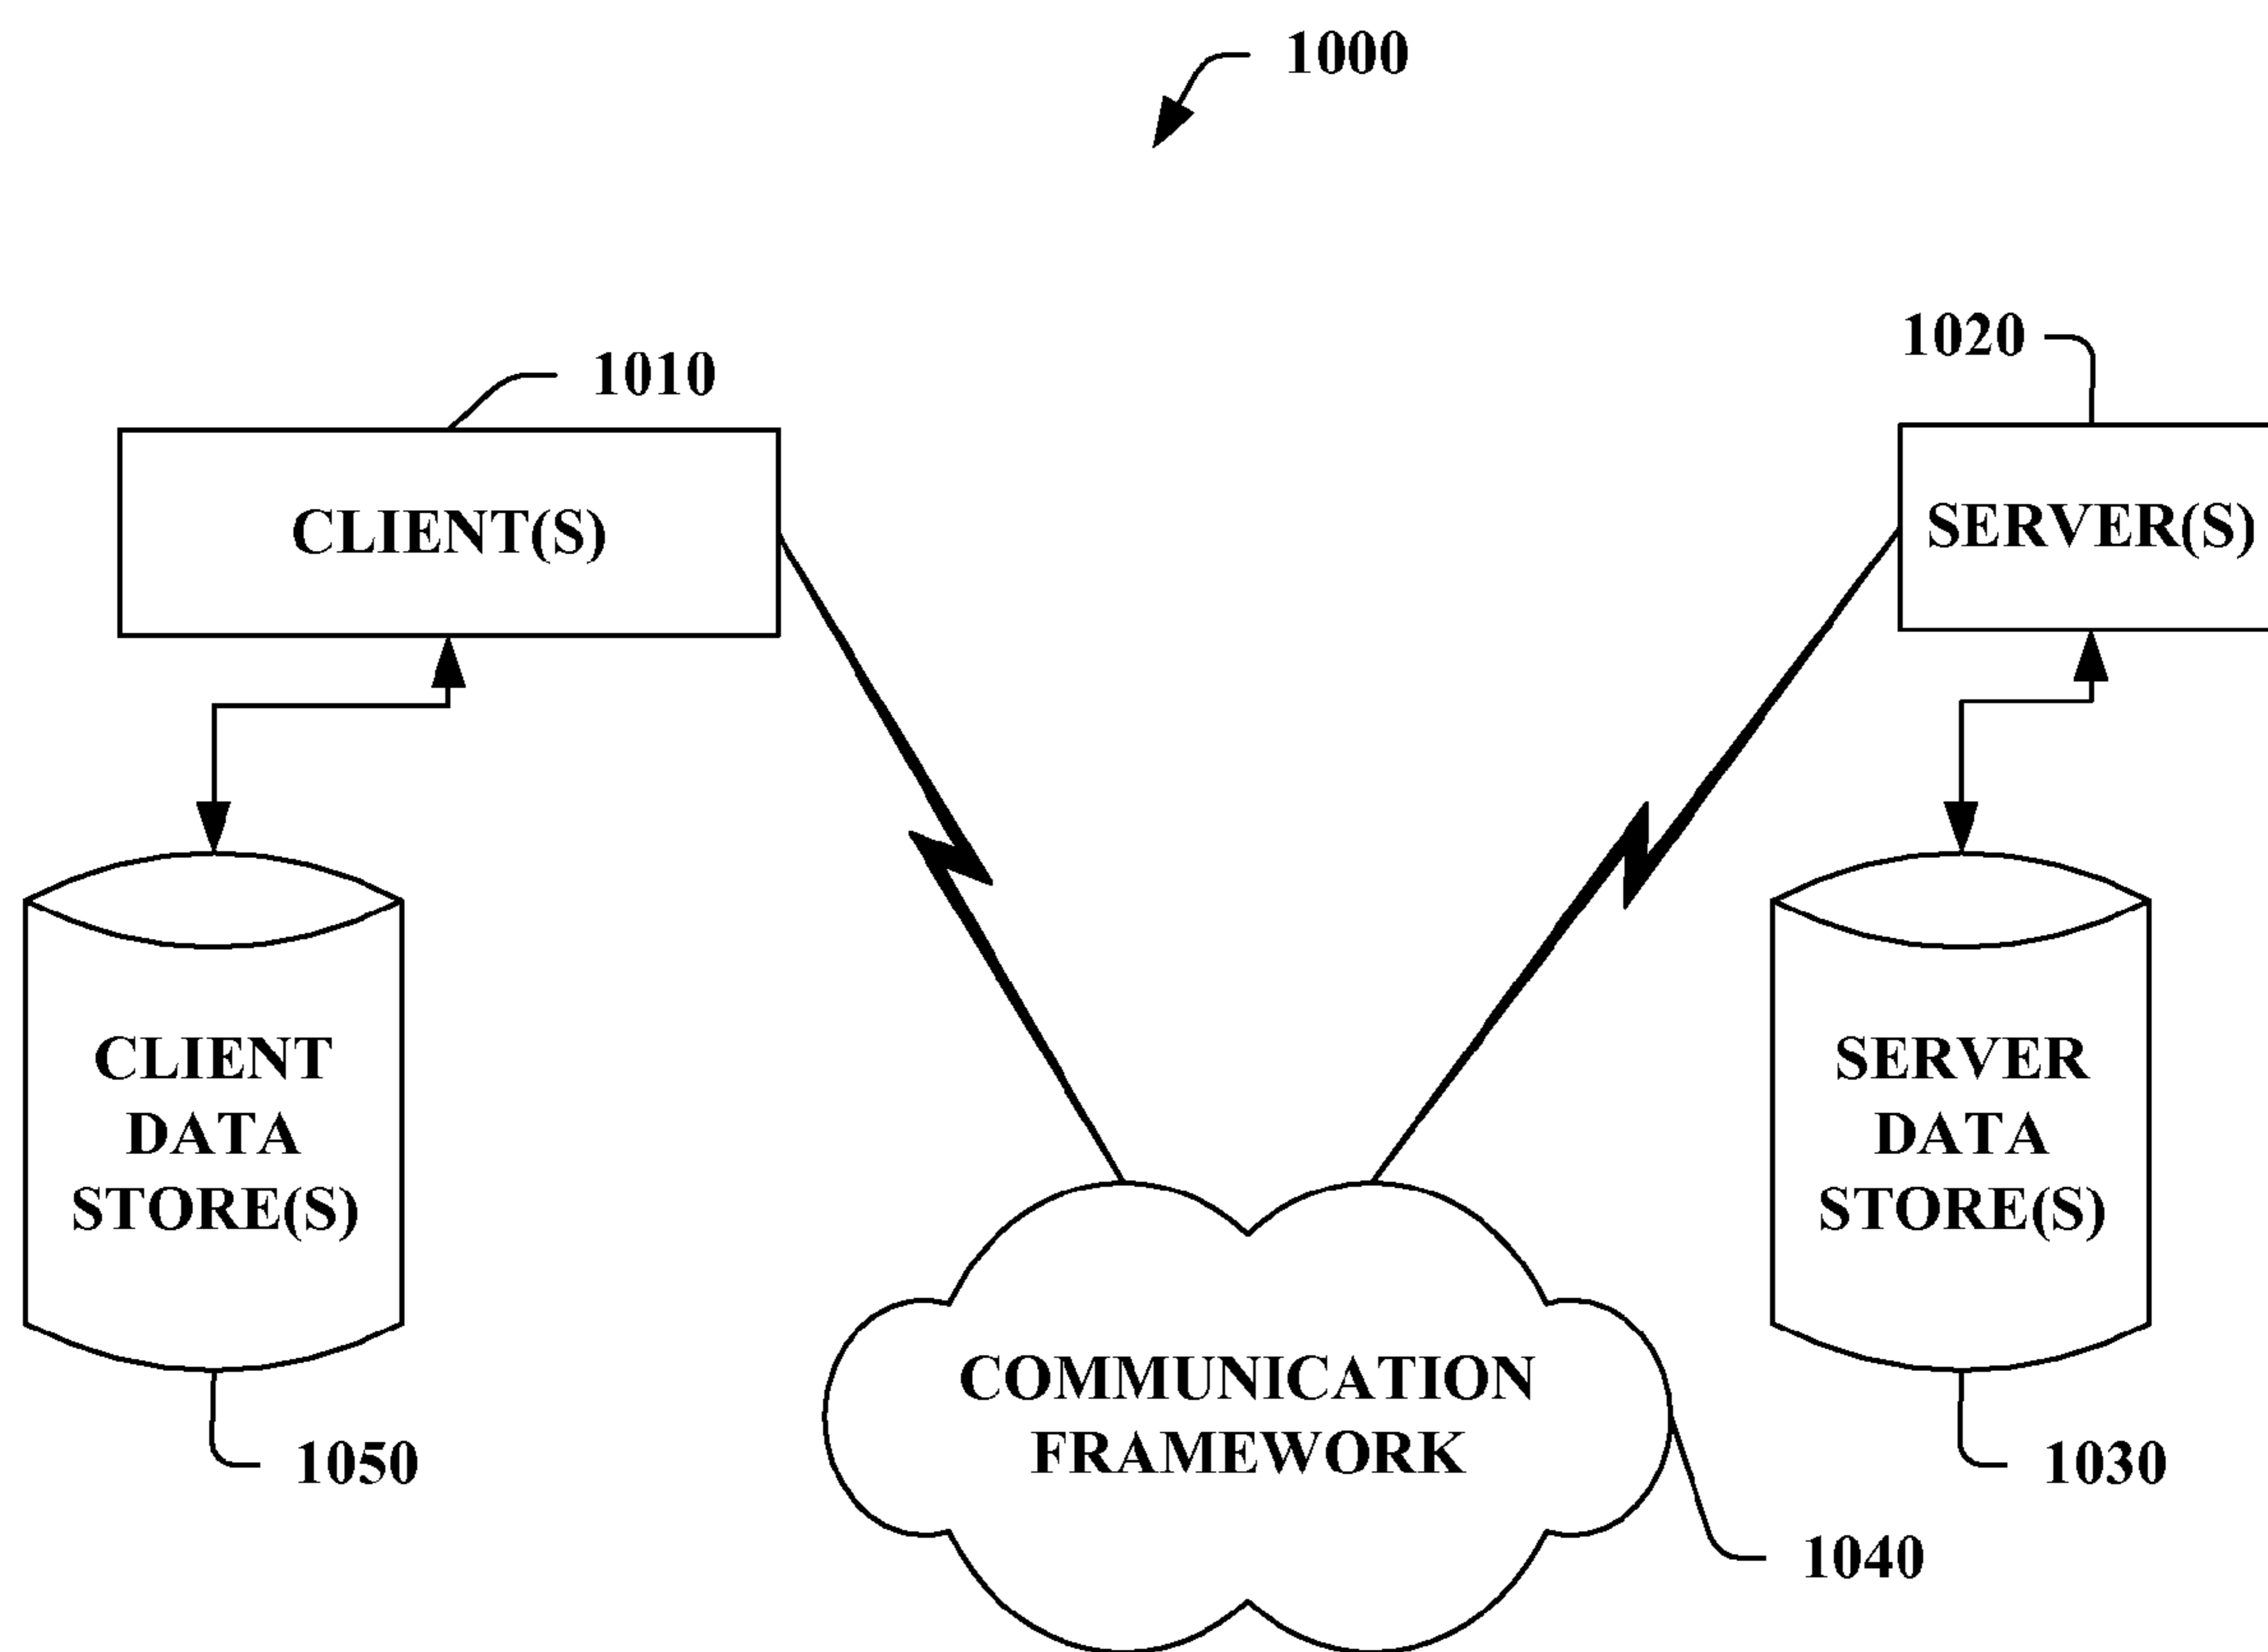 1000
1010
1020
CLIENT(S)
SERVER(S)
CLIENT
DATA
STORE(S)
SERVER
DATA
STORE(S)
COMMUNICATION
FRAMEWORK
1050
1030
1040